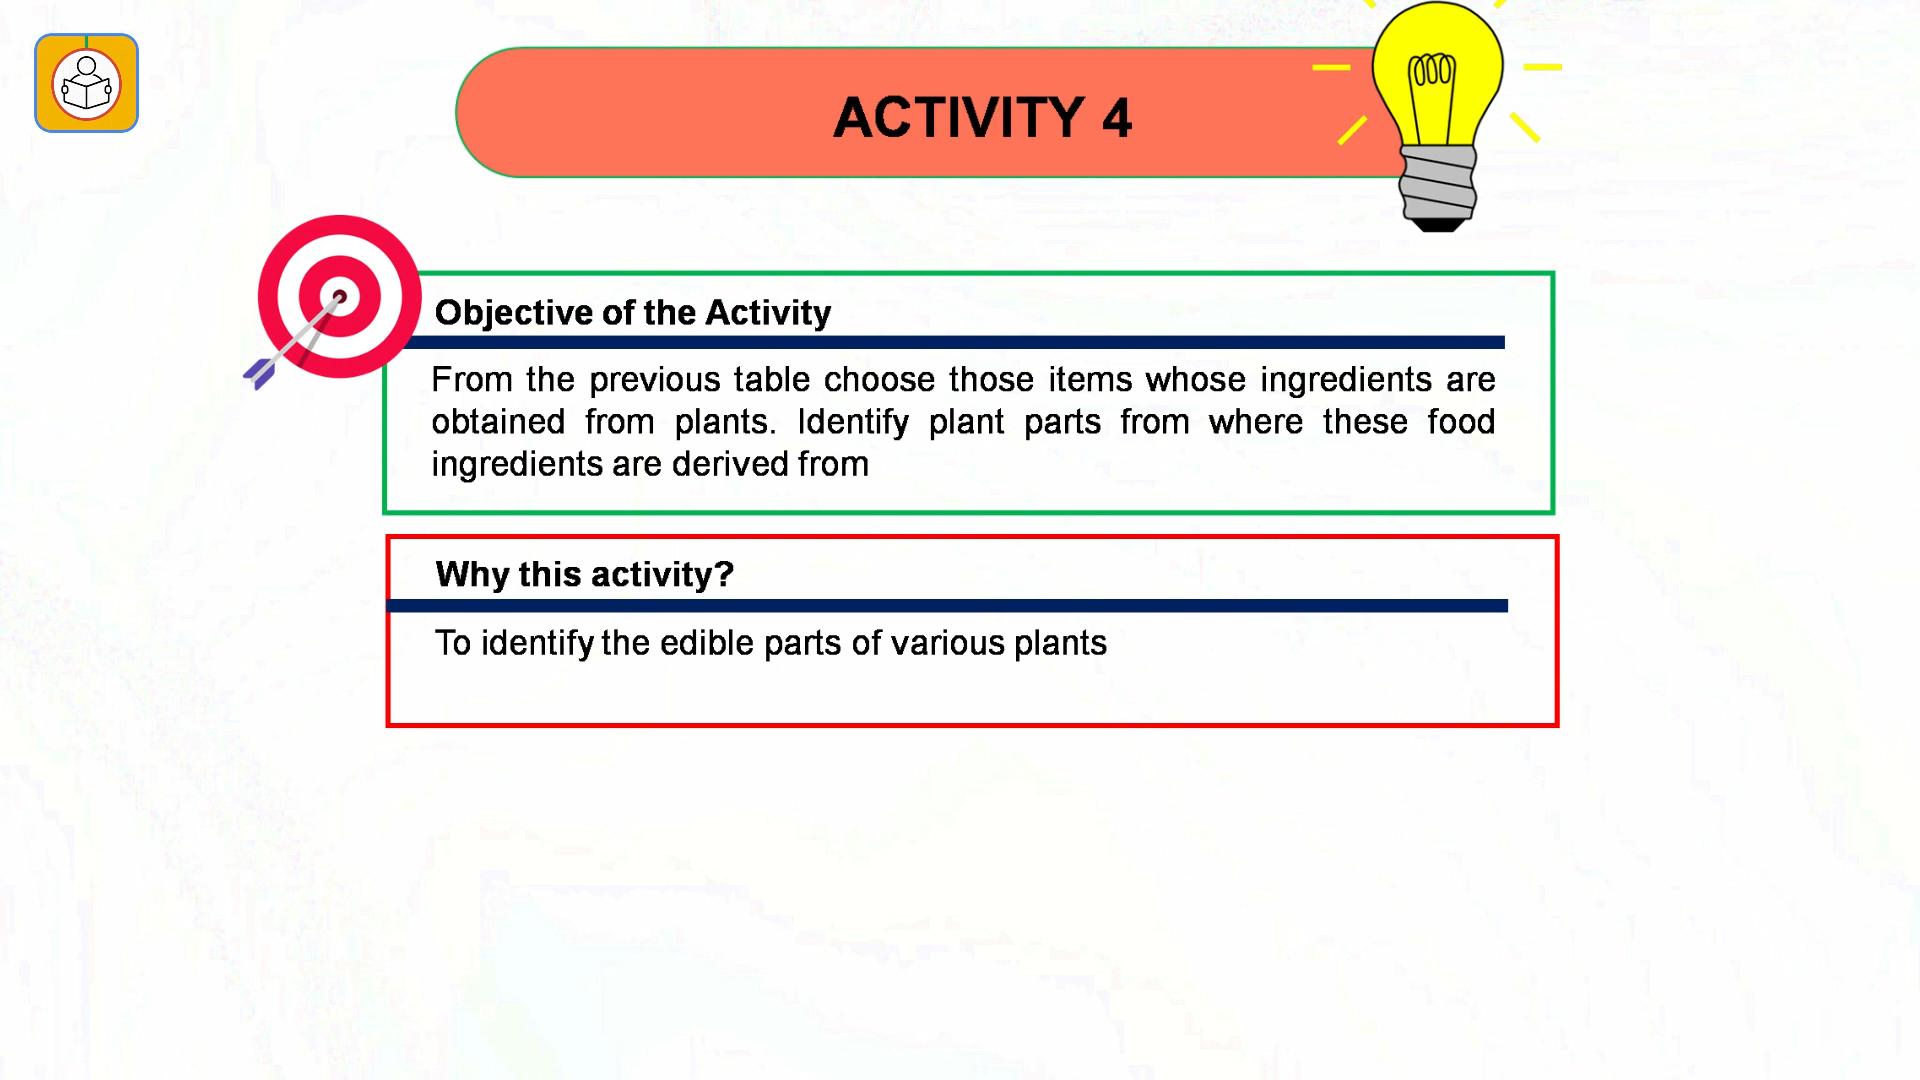 ACTIVITY 4
Objective of the Activity
From the previous table choose those items whose ingredients are
obtained from plants. Identify plant parts from where these food
ingredients are derived from
Why this activity?
To identify the edible parts of various plants